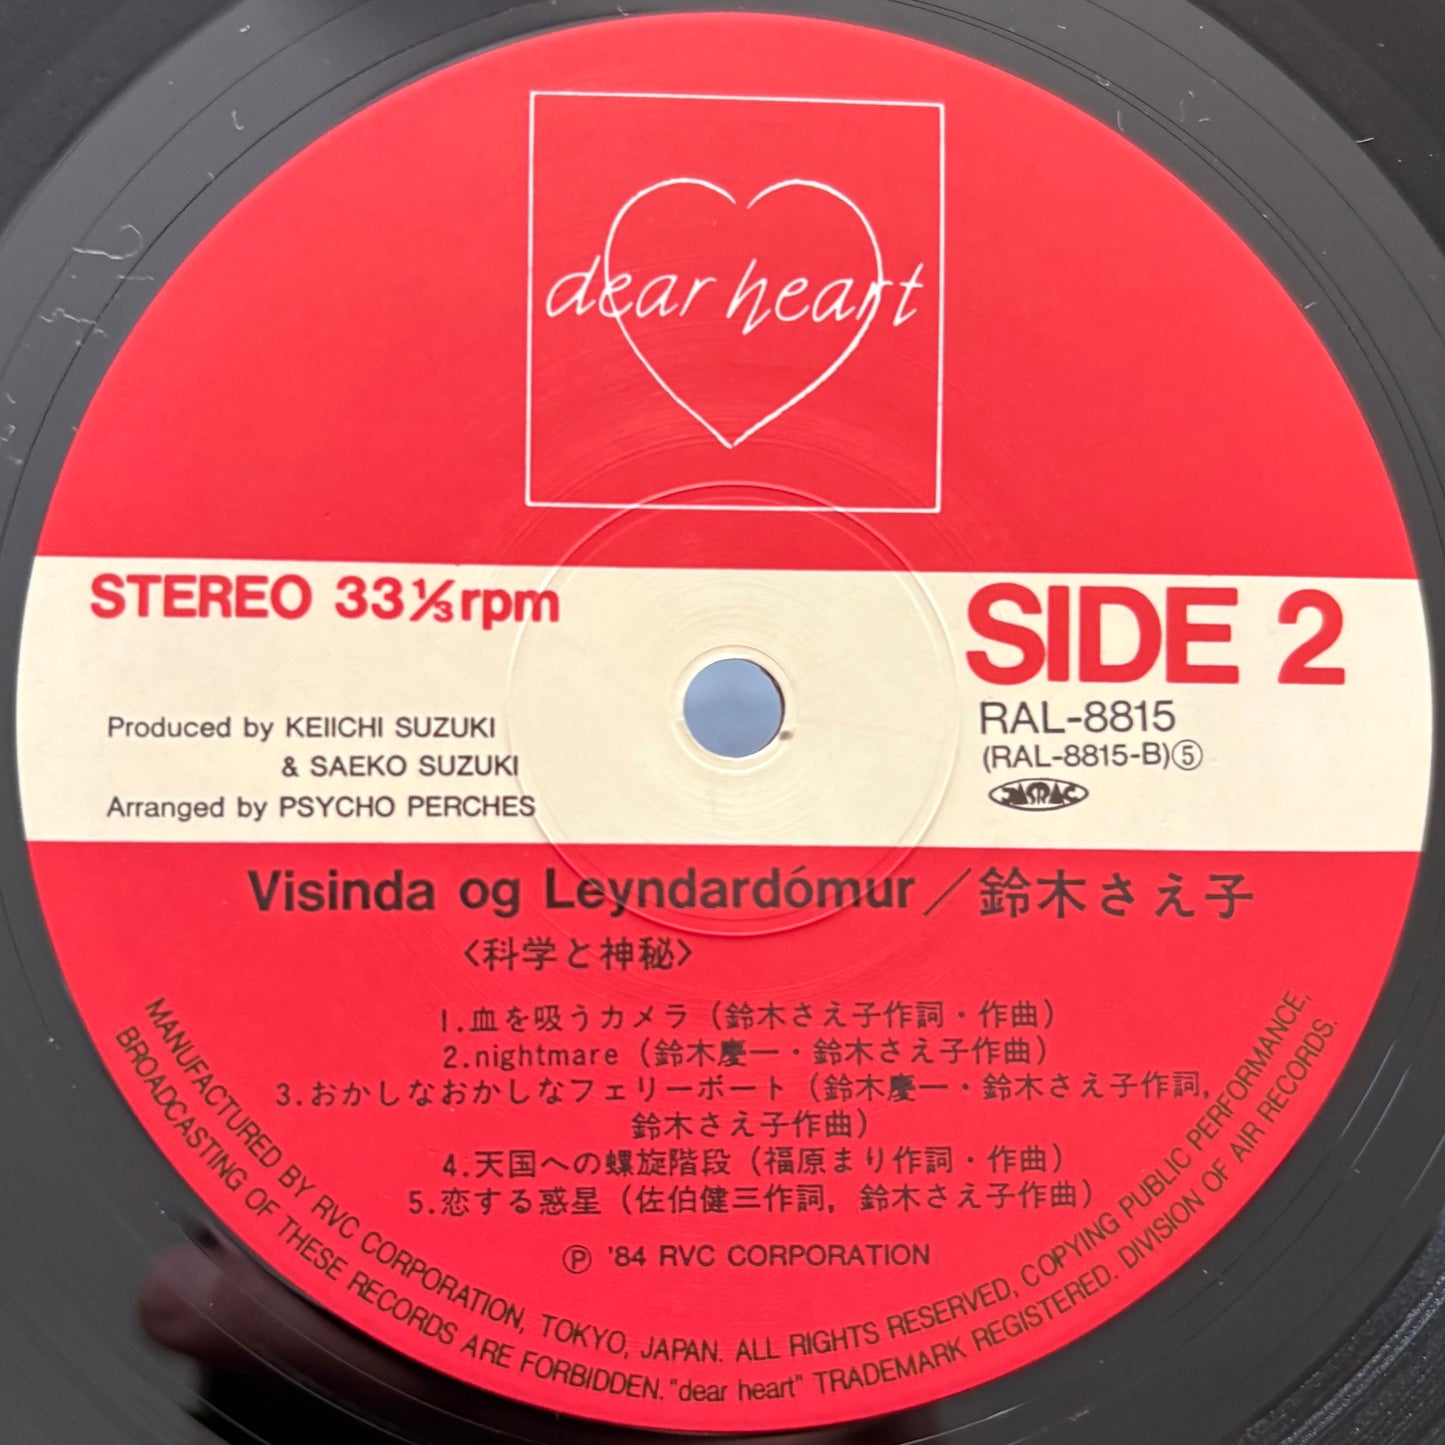 dear heart
STEREO 33⅓rpm
SIDE 2
Produced by KEIICHI SUZUKI
& SAEKO SUZUKI
Arranged by PSYCHO PERCHES
RAL-8815
(RAL-8815-B)⑤
JASRAC
Visinda og Leyndardómur／鈴木さえ子
〈科学と神秘〉
1.血を吸うカメラ（鈴木さえ子作詞・作曲）
2.nightmare（鈴木慶一・鈴木さえ子作曲）
3.おかしなおかしなフェリーボート（鈴木慶一・鈴木さえ子作詞，
鈴木さえ子作曲）
4.天国への螺旋階段（福原まり作詞・作曲）
5.恋する惑星（佐伯健三作詞，鈴木さえ子作曲）
Ⓟ '84 RVC CORPORATION
MANUFACTURED BY RVC CORPORATION, TOKYO, JAPAN. ALL RIGHTS RESERVED, COPYING PUBLIC PERFORMANCE,
BROADCASTING OF THESE RECORDS ARE FORBIDDEN. "dear heart" TRADEMARK REGISTERED. DIVISION OF AIR RECORDS.